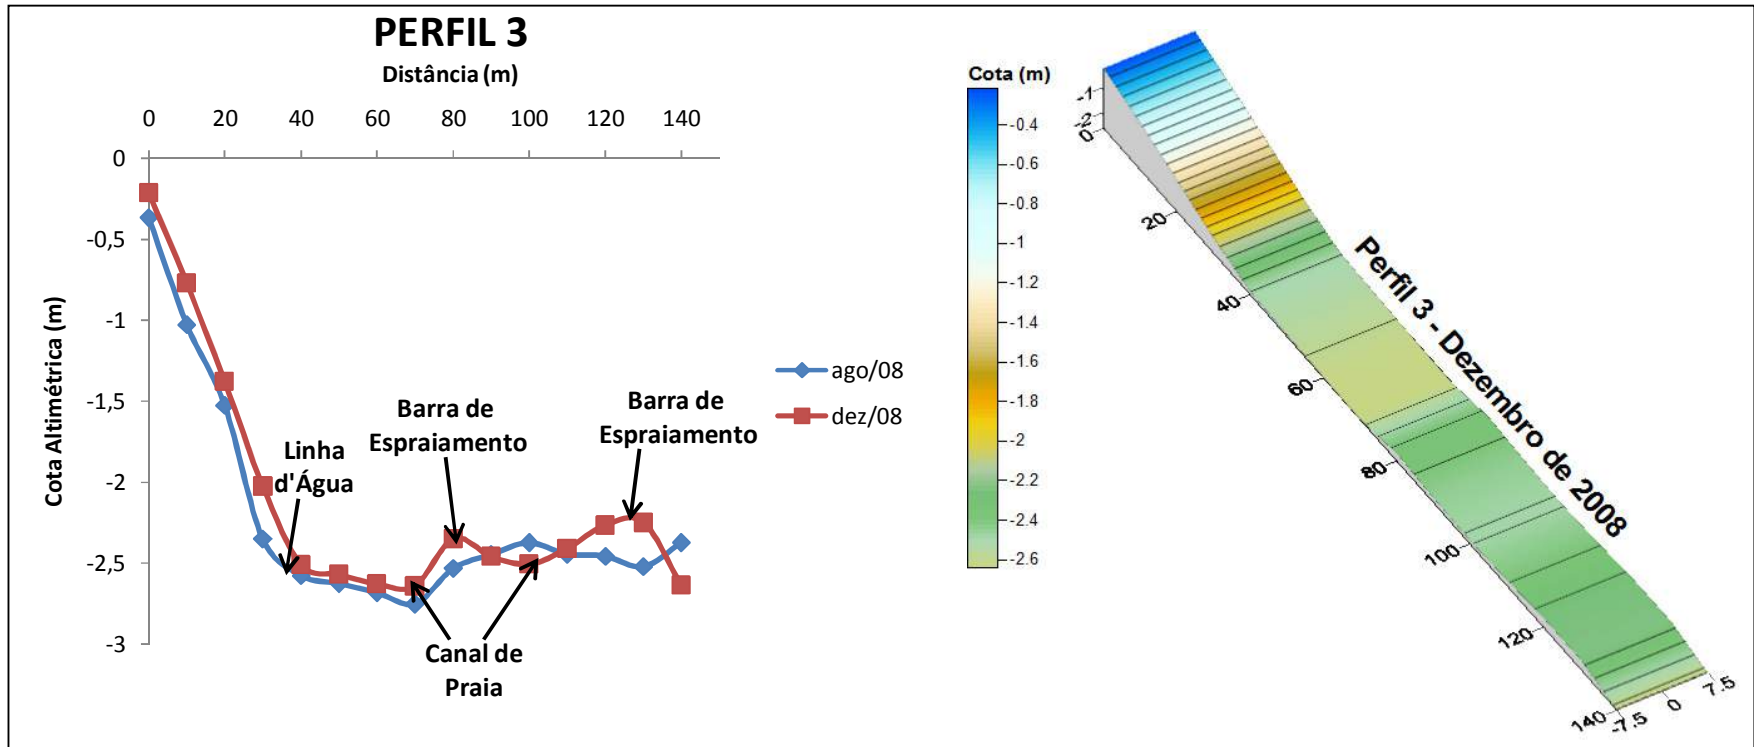 PERFIL 3
Distância (m)
0 20 40 60 80 100 120 140
0
-0,5
-1
-1,5
-2
-2,5
-3
Cota Altimétrica (m)
Linha
d'Água
Barra de
Espraiamento
Barra de
Espraiamento
Canal de
Praia
ago/08
dez/08
Cota (m)
-0.4
-0.6
-0.8
-1
-1.2
-1.4
-1.6
-1.8
-2
-2.2
-2.4
-2.6
-1
-2
0
20
40
60
80
100
120
140
-7.5 0 7.5
Perfil 3 - Dezembro de 2008